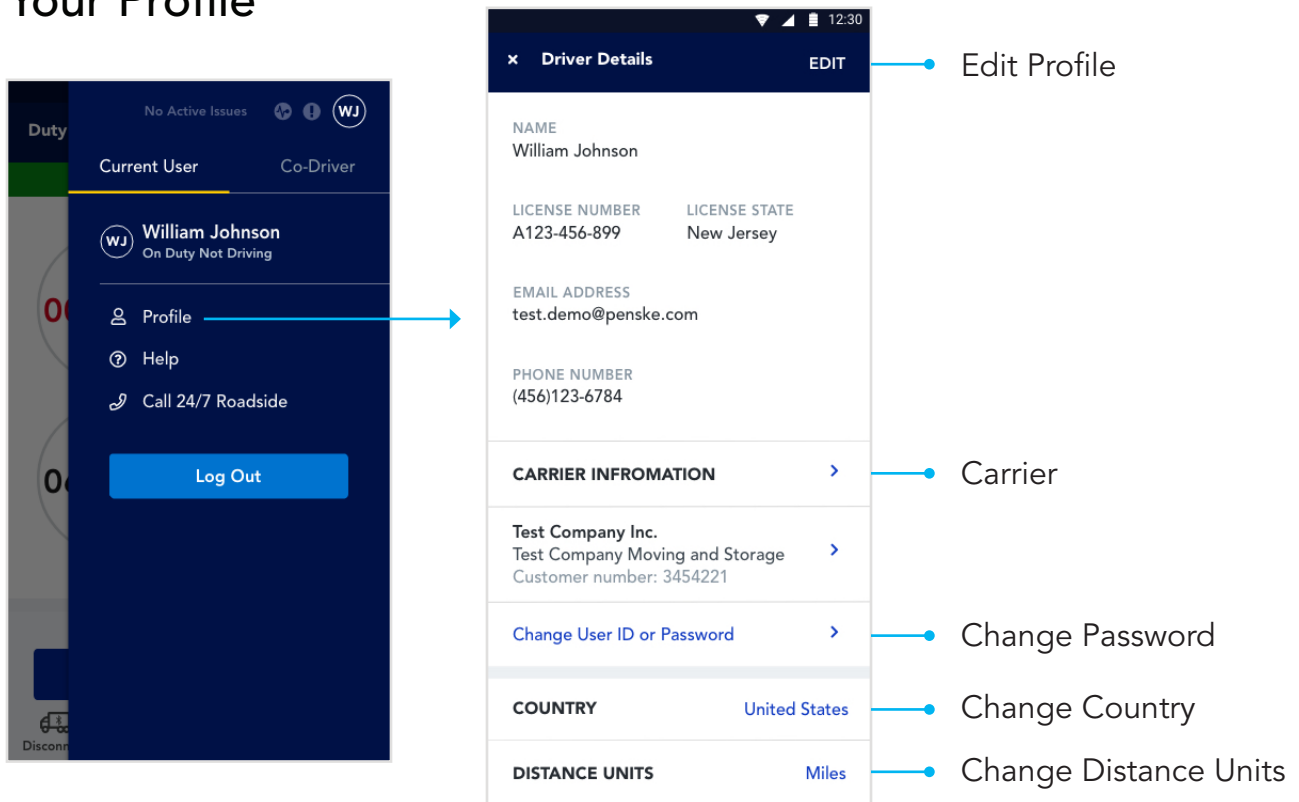 Your Profile
No Active Issues
WJ
Duty
Current User
Co-Driver
WJ
William Johnson
On Duty Not Driving
Profile
Help
Call 24/7 Roadside
Log Out
Disconn
12:30
× Driver Details
EDIT
Edit Profile
NAME
William Johnson
LICENSE NUMBER
LICENSE STATE
A123-456-899
New Jersey
EMAIL ADDRESS
test.demo@penske.com
PHONE NUMBER
(456)123-6784
CARRIER INFROMATION
Carrier
Test Company Inc.
Test Company Moving and Storage
Customer number: 3454221
Change User ID or Password
Change Password
COUNTRY
United States
Change Country
DISTANCE UNITS
Miles
Change Distance Units